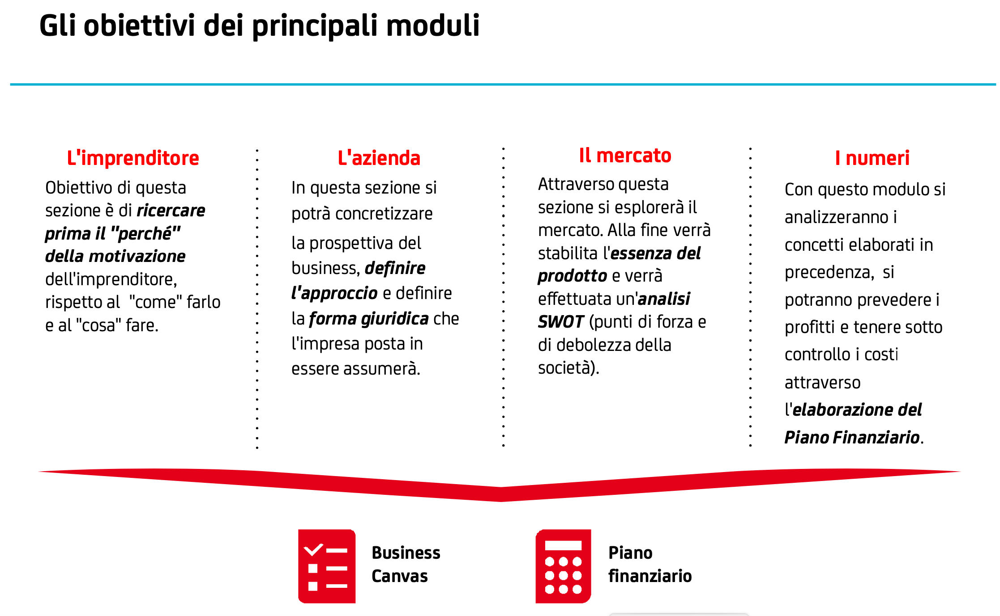 Gli obiettivi dei principali moduli
L'imprenditore
Obiettivo di questa
sezione è di ricercare
prima il "perché"
della motivazione
dell'imprenditore,
rispetto al "come" farlo
e al "cosa" fare.
L'azienda
In questa sezione si
potrà concretizzare
la prospettiva del
business, definire
l'approccio e definire
la forma giuridica che
l'impresa posta in
essere assumerà.
Il mercato
Attraverso questa
sezione si esplorerà il
mercato. Alla fine verrà
stabilita l'essenza del
prodotto e verrà
effettuata un'analisi
SWOT (punti di forza e
di debolezza della
società).
I numeri
Con questo modulo si
analizzeranno i
concetti elaborati in
precedenza, si
potranno prevedere i
profitti e tenere sotto
controllo i costi
attraverso
l'elaborazione del
Piano Finanziario.
Business
Canvas
Piano
finanziario